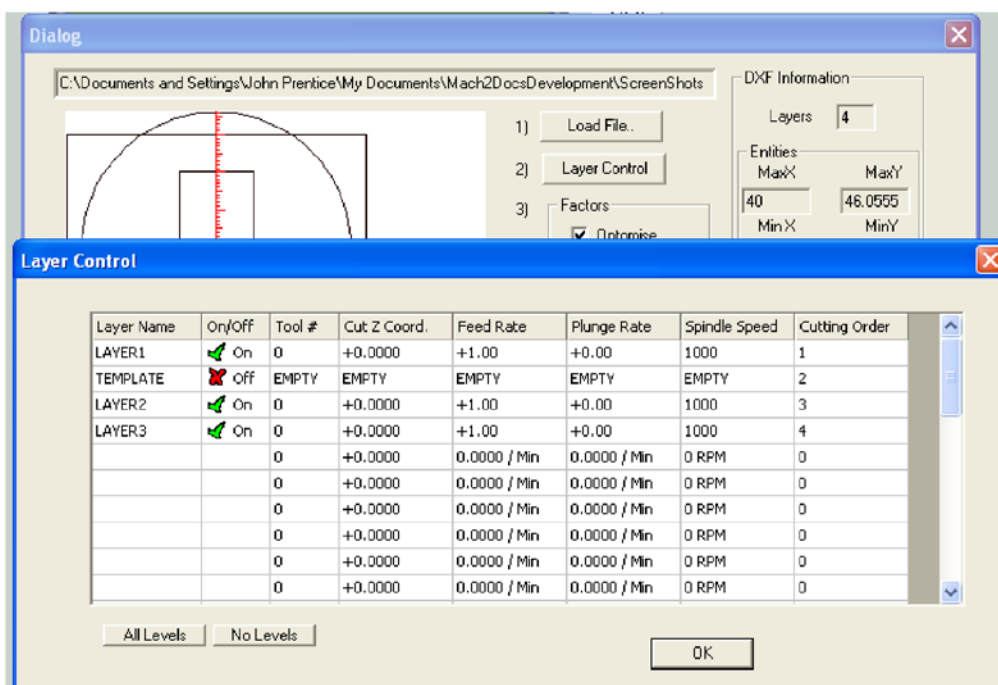 Dialog
C:\Documents and Settings\John Prentice\My Documents\Mach2DocsDevelopment\ScreenShots
DXF Information
Layers 4
1) Load File..
2) Layer Control
3) Factors
Optomise
Entities
MaxX MaxY
40 46.0555
Min X MinY
Layer Control
Layer Name On/Off Tool # Cut Z Coord. Feed Rate Plunge Rate Spindle Speed Cutting Order
LAYER1 On 0 +0.0000 +1.00 +0.00 1000 1
TEMPLATE Off EMPTY EMPTY EMPTY EMPTY EMPTY 2
LAYER2 On 0 +0.0000 +1.00 +0.00 1000 3
LAYER3 On 0 +0.0000 +1.00 +0.00 1000 4
0 +0.0000 0.0000 / Min 0.0000 / Min 0 RPM 0
0 +0.0000 0.0000 / Min 0.0000 / Min 0 RPM 0
0 +0.0000 0.0000 / Min 0.0000 / Min 0 RPM 0
0 +0.0000 0.0000 / Min 0.0000 / Min 0 RPM 0
0 +0.0000 0.0000 / Min 0.0000 / Min 0 RPM 0
0 +0.0000 0.0000 / Min 0.0000 / Min 0 RPM 0
All Levels No Levels
OK